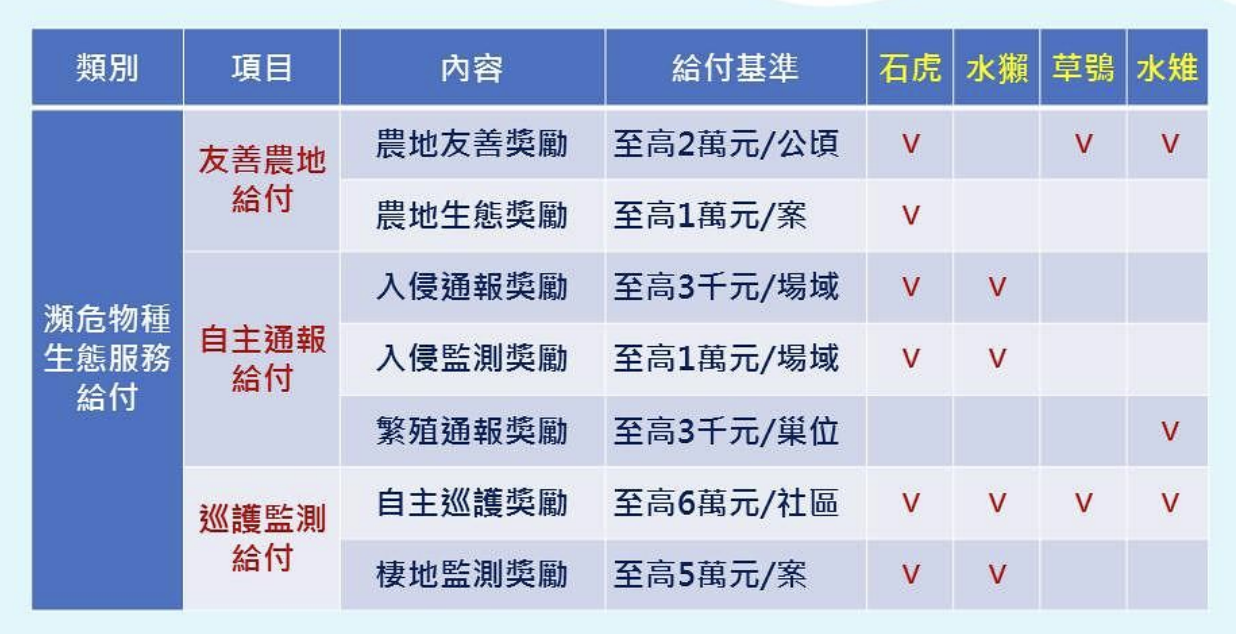 類別 項目 內容 給付基準 石虎 水獺 草鴞 水雉
瀕危物種
生態服務
給付
友善農地
給付
農地友善獎勵 至高2萬元/公頃 V V V
農地生態獎勵 至高1萬元/案 V
自主通報
給付
入侵通報獎勵 至高3千元/場域 V V
入侵監測獎勵 至高1萬元/場域 V V
繁殖通報獎勵 至高3千元/巢位 V
巡護監測
給付
自主巡護獎勵 至高6萬元/社區 V V V V
棲地監測獎勵 至高5萬元/案 V V